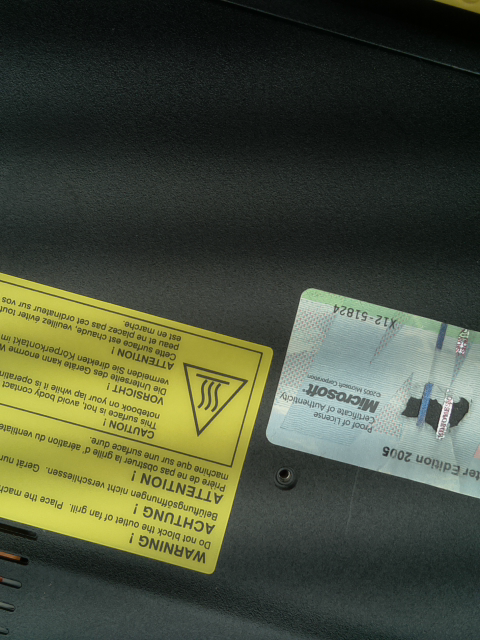 WARNING !
Do not block the outlet of fan grill. Place the mach
ACHTUNG !
Belüftungsöffnungen nicht verschliessen. Gerät nur
ATTENTION !
Prière de ne pas obstruer la grille d' aération du ventilate
machine que sur une surface dure.
CAUTION !
This surface is hot, avoid body contact
notebook on your lap while is operatin
VORSICHT !
Die Unterseite des Gerätes kann enorme W
vermeiden Sie direkten Körperkontakt im
ATTENTION !
Cette surface est chaude, veuillez éviter tout
peau et ne placez pas cet ordinateur sur vos
est en marche.
ter Edition 2005
Proof of License
Certificate of Authenticity
Microsoft
©2005 Microsoft Corporation
X12-51824